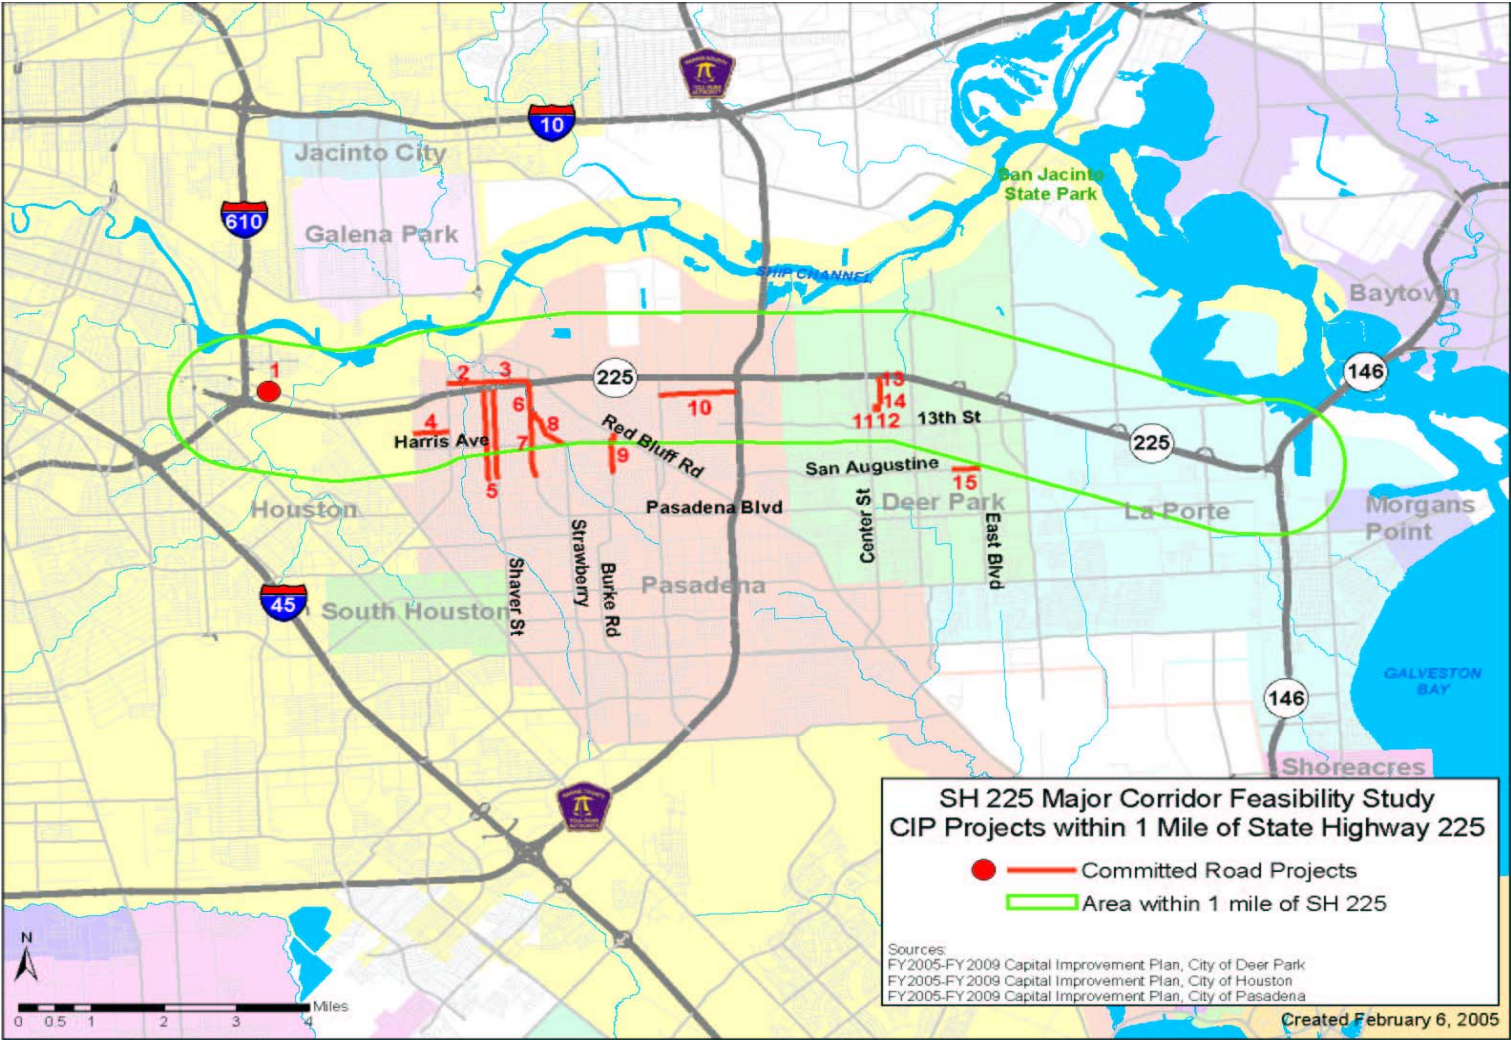 10
Jacinto City
610
Galena Park
San Jacinto
State Park
SHIP CHANNEL
Baytown
1
2
3
225
146
4
6
8
10
13
14
11
12
13th St
Harris Ave
7
Red Bluff Rd
9
225
5
San Augustine
15
Houston
Pasadena Blvd
Center St
Deer Park
East Blvd
La Porte
Morgans
Point
Strawberry
Shaver St
Burke Rd
Pasadena
45
South Houston
GALVESTON
BAY
146
Shoreacres
SH 225 Major Corridor Feasibility Study
CIP Projects within 1 Mile of State Highway 225
Committed Road Projects
Area within 1 mile of SH 225
Sources:
FY2005-FY2009 Capital Improvement Plan, City of Deer Park
FY2005-FY2009 Capital Improvement Plan, City of Houston
FY2005-FY2009 Capital Improvement Plan, City of Pasadena
Created February 6, 2005
N
Miles
0 0.5 1 2 3 4